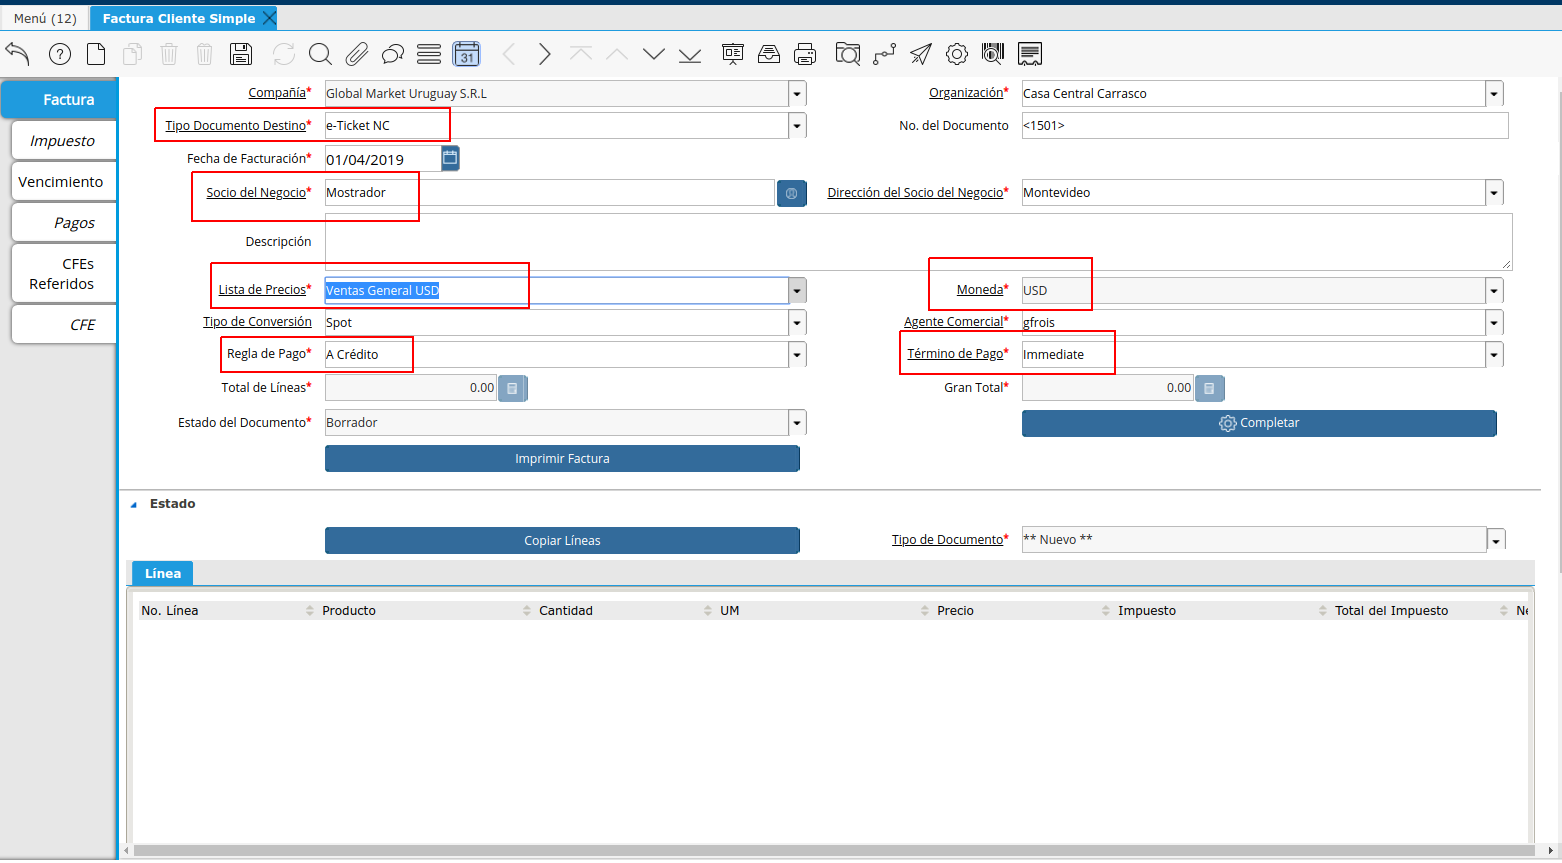 Menú (12)
Factura Cliente Simple
31
Factura
Impuesto
Vencimiento
Pagos
CFEs
Referidos
CFE
Compañía* Global Market Uruguay S.R.L
Organización* Casa Central Carrasco
Tipo Documento Destino* e-Ticket NC
No. del Documento <1501>
Fecha de Facturación* 01/04/2019
Socio del Negocio* Mostrador
Dirección del Socio del Negocio* Montevideo
Descripción
Lista de Precios* Ventas General USD
Moneda* USD
Tipo de Conversión Spot
Agente Comercial* gfrois
Regla de Pago* A Crédito
Término de Pago* Immediate
Total de Líneas* 0.00
Gran Total* 0.00
Estado del Documento* Borrador
Completar
Imprimir Factura
Estado
Copiar Líneas
Tipo de Documento* ** Nuevo **
Línea
No. Línea Producto Cantidad UM Precio Impuesto Total del Impuesto